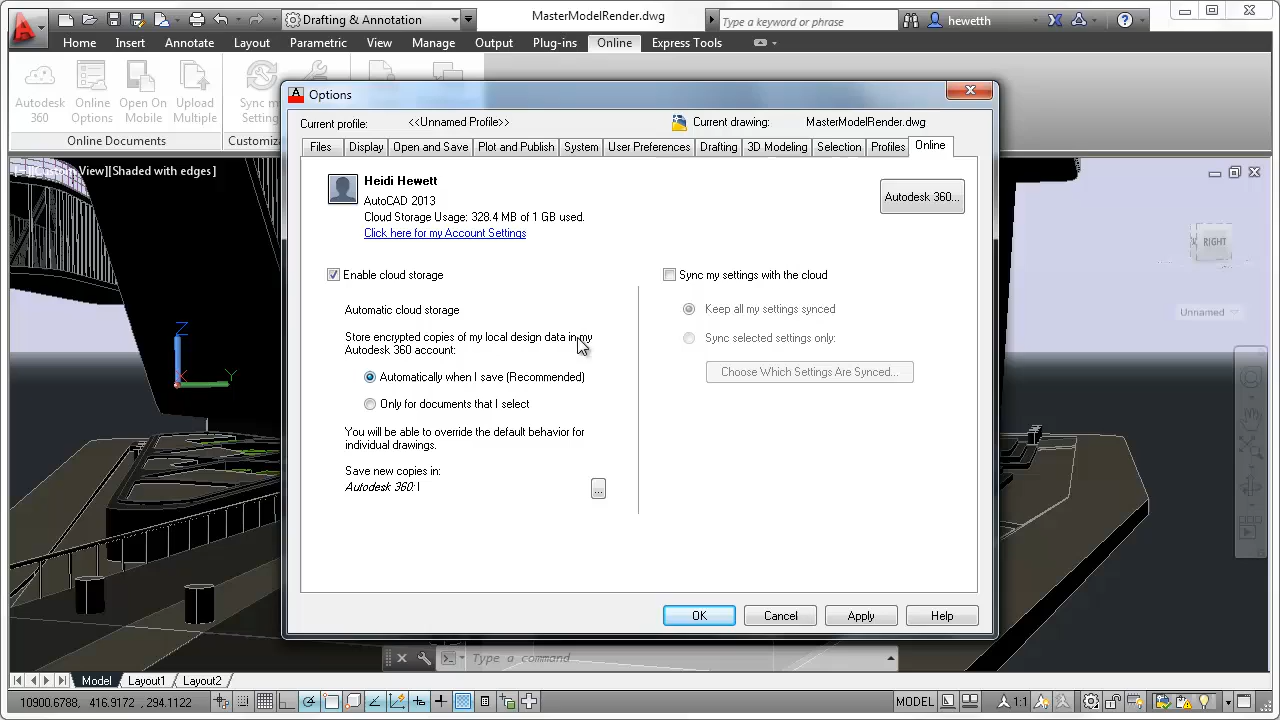 Drafting & Annotation
MasterModelRender.dwg
Type a keyword or phrase
hewetth
Home Insert Annotate Layout Parametric View Manage Output Plug-ins Online Express Tools
Autodesk 360
Online Options
Open On Mobile
Upload Multiple
Sync my
Online Documents
Options
Current profile: <<Unnamed Profile>> Current drawing: MasterModelRender.dwg
Files Display Open and Save Plot and Publish System User Preferences Drafting 3D Modeling Selection Profiles Online
View][Shaded with edges]
Heidi Hewett
AutoCAD 2013
Cloud Storage Usage: 328.4 MB of 1 GB used.
Click here for my Account Settings
Autodesk 360...
Enable cloud storage
Automatic cloud storage
Store encrypted copies of my local design data in my
Autodesk 360 account:
Automatically when I save (Recommended)
Only for documents that I select
You will be able to override the default behavior for
individual drawings.
Save new copies in:
Autodesk 360: I
...
Sync my settings with the cloud
Keep all my settings synced
Sync selected settings only:
Choose Which Settings Are Synced...
RIGHT
Unnamed
Z
X
Y
OK Cancel Apply Help
Type a command
Model Layout1 Layout2
10900.6788, 416.9172, 294.1122
MODEL
1:1